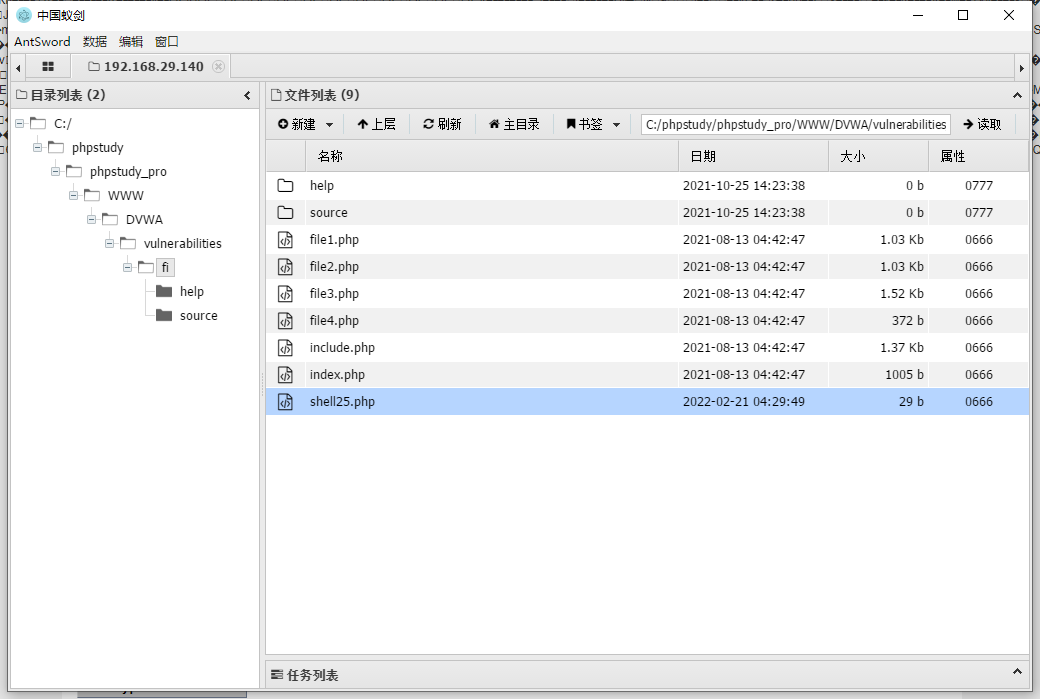 中国蚁剑
AntSword 数据 编辑 窗口
192.168.29.140
目录列表 (2)
C:/
phpstudy
phpstudy_pro
WWW
DVWA
vulnerabilities
fi
help
source
文件列表 (9)
新建 上层 刷新 主目录 书签 C:/phpstudy/phpstudy_pro/WWW/DVWA/vulnerabilities 读取
名称 日期 大小 属性
help 2021-10-25 14:23:38 0 b 0777
source 2021-10-25 14:23:38 0 b 0777
file1.php 2021-08-13 04:42:47 1.03 Kb 0666
file2.php 2021-08-13 04:42:47 1.03 Kb 0666
file3.php 2021-08-13 04:42:47 1.52 Kb 0666
file4.php 2021-08-13 04:42:47 372 b 0666
include.php 2021-08-13 04:42:47 1.37 Kb 0666
index.php 2021-08-13 04:42:47 1005 b 0666
shell25.php 2022-02-21 04:29:49 29 b 0666
任务列表